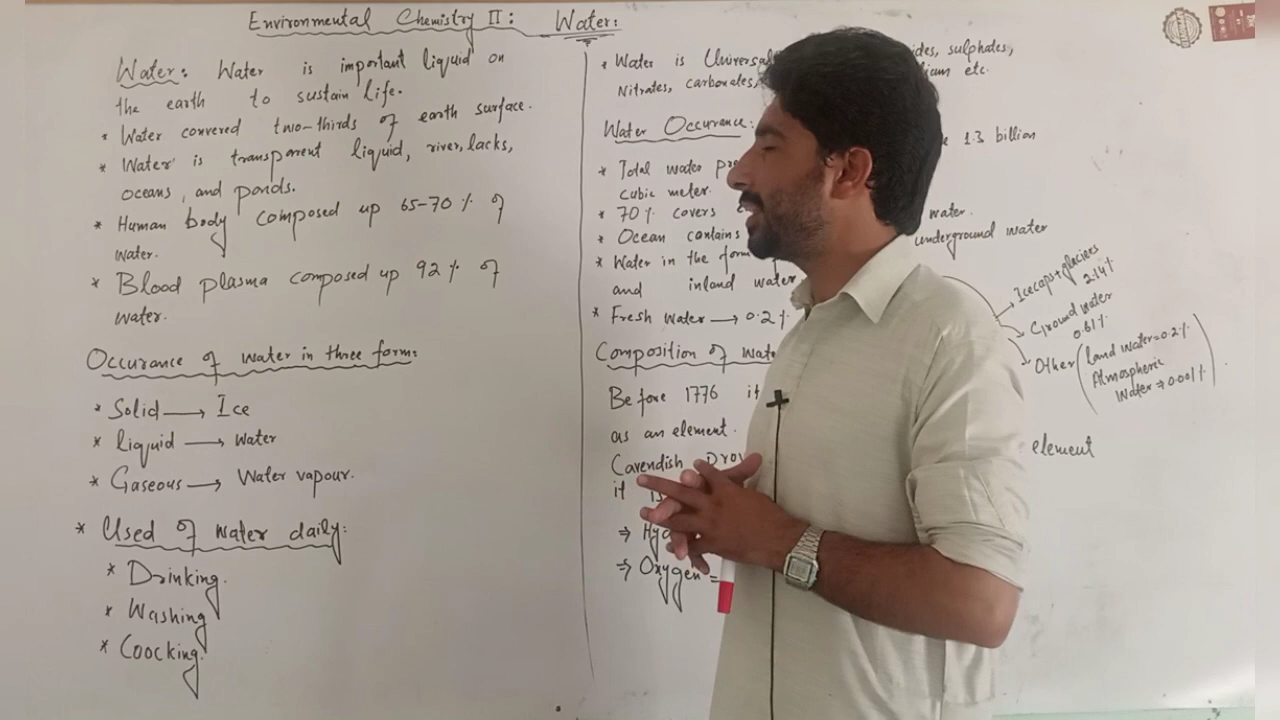 Environmental Chemistry II: Water:
Water: Water is important liquid on
the earth to sustain life.
* Water convered two-thirds of earth surface.
* Water is transparent liquid, river, lacks,
oceans, and ponds.
* Human body composed up 65-70% of
water.
* Blood plasma composed up 92% of
water.
Occurance of water in three form:
* Solid → Ice
* liquid → Water
* Gaseous → Water vapour.
* Used of water daily:
* Drinking.
* Washing
* Coocking.
* Water is Universal sulphates,
Nitrates, carbonates, etc.
Water Occurance:
* Total water 1.3 billion
cubic meter.
* 70% covers water.
* Ocean contains underground water
* Water in the form
and inland water
* Fresh water → 0.2%
Icecaps+glaciers
2.14%
Ground water
0.61%
Other (land water=0.2%
Atmospheric
Water → 0.001%)
Composition of
Before 1776 it
as an element. element
Cavendish
it is
⇒
⇒ Oxygen =